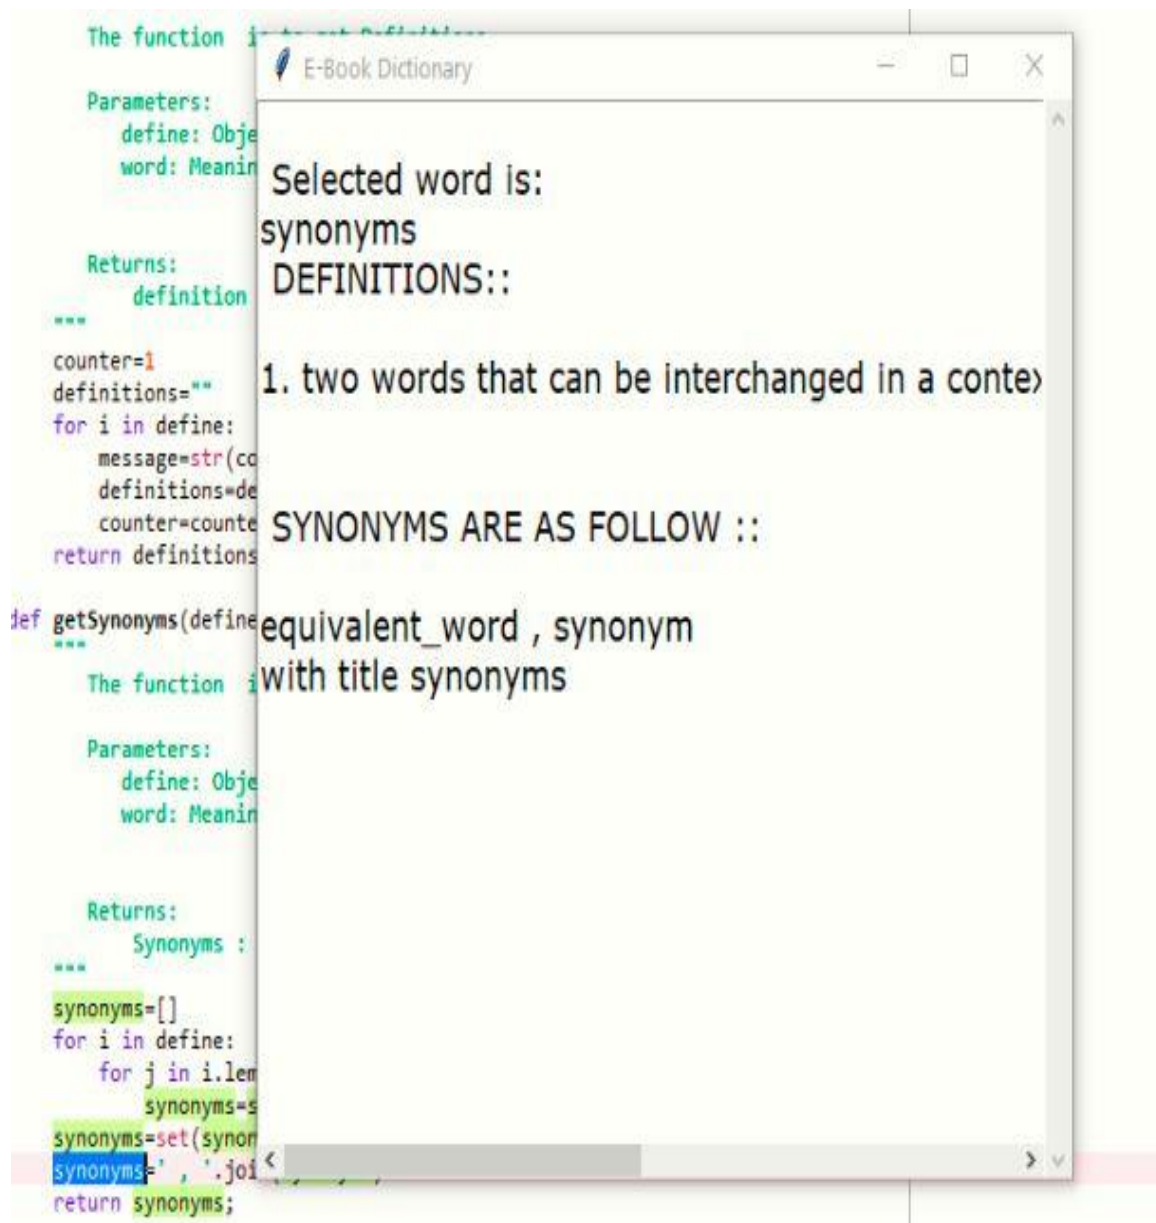 The function i
Parameters:
define: Obje
word: Meanin
Returns:
definition
"""
counter=1
definitions=""
for i in define:
message=str(co
definitions=de
counter=counte
return definitions
def getSynonyms(define
"""
The function i
Parameters:
define: Obje
word: Meanin
Returns:
Synonyms :
"""
synonyms=[]
for i in define:
for j in i.lem
synonyms=s
synonyms=set(synon
synonyms=' , '.joi
return synonyms;
E-Book Dictionary
Selected word is:
synonyms
DEFINITIONS::
1. two words that can be interchanged in a contex
SYNONYMS ARE AS FOLLOW ::
equivalent_word , synonym
with title synonyms